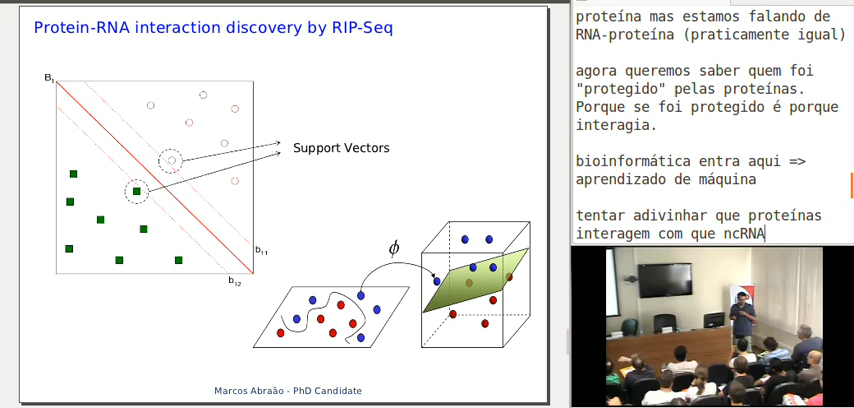 Protein-RNA interaction discovery by RIP-Seq
B1
Support Vectors
b11
b12
ϕ
Marcos Abraão - PhD Candidate
proteína mas estamos falando de
RNA-proteína (praticamente igual)
agora queremos saber quem foi
"protegido" pelas proteínas.
Porque se foi protegido é porque
interagia.
bioinformática entra aqui =>
aprendizado de máquina
tentar adivinhar que proteínas
interagem com que ncRNA